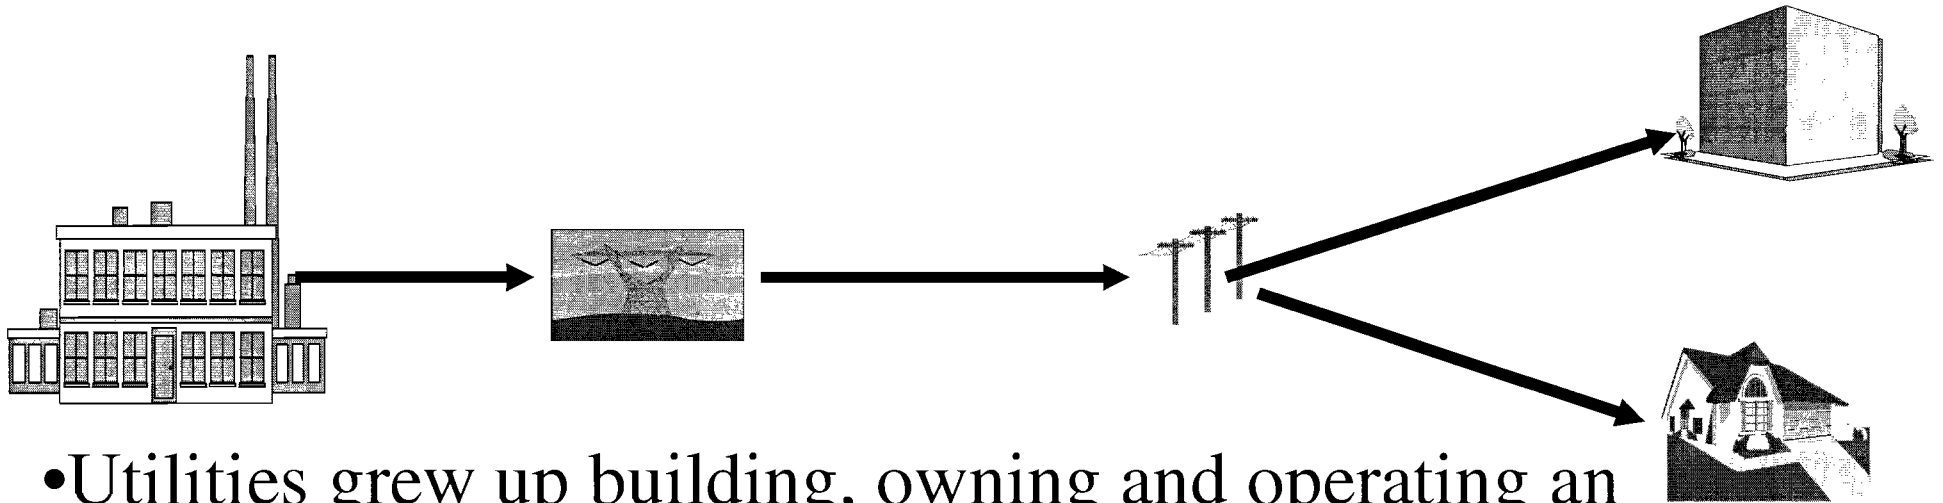 •Utilities grew up building, owning and operating an